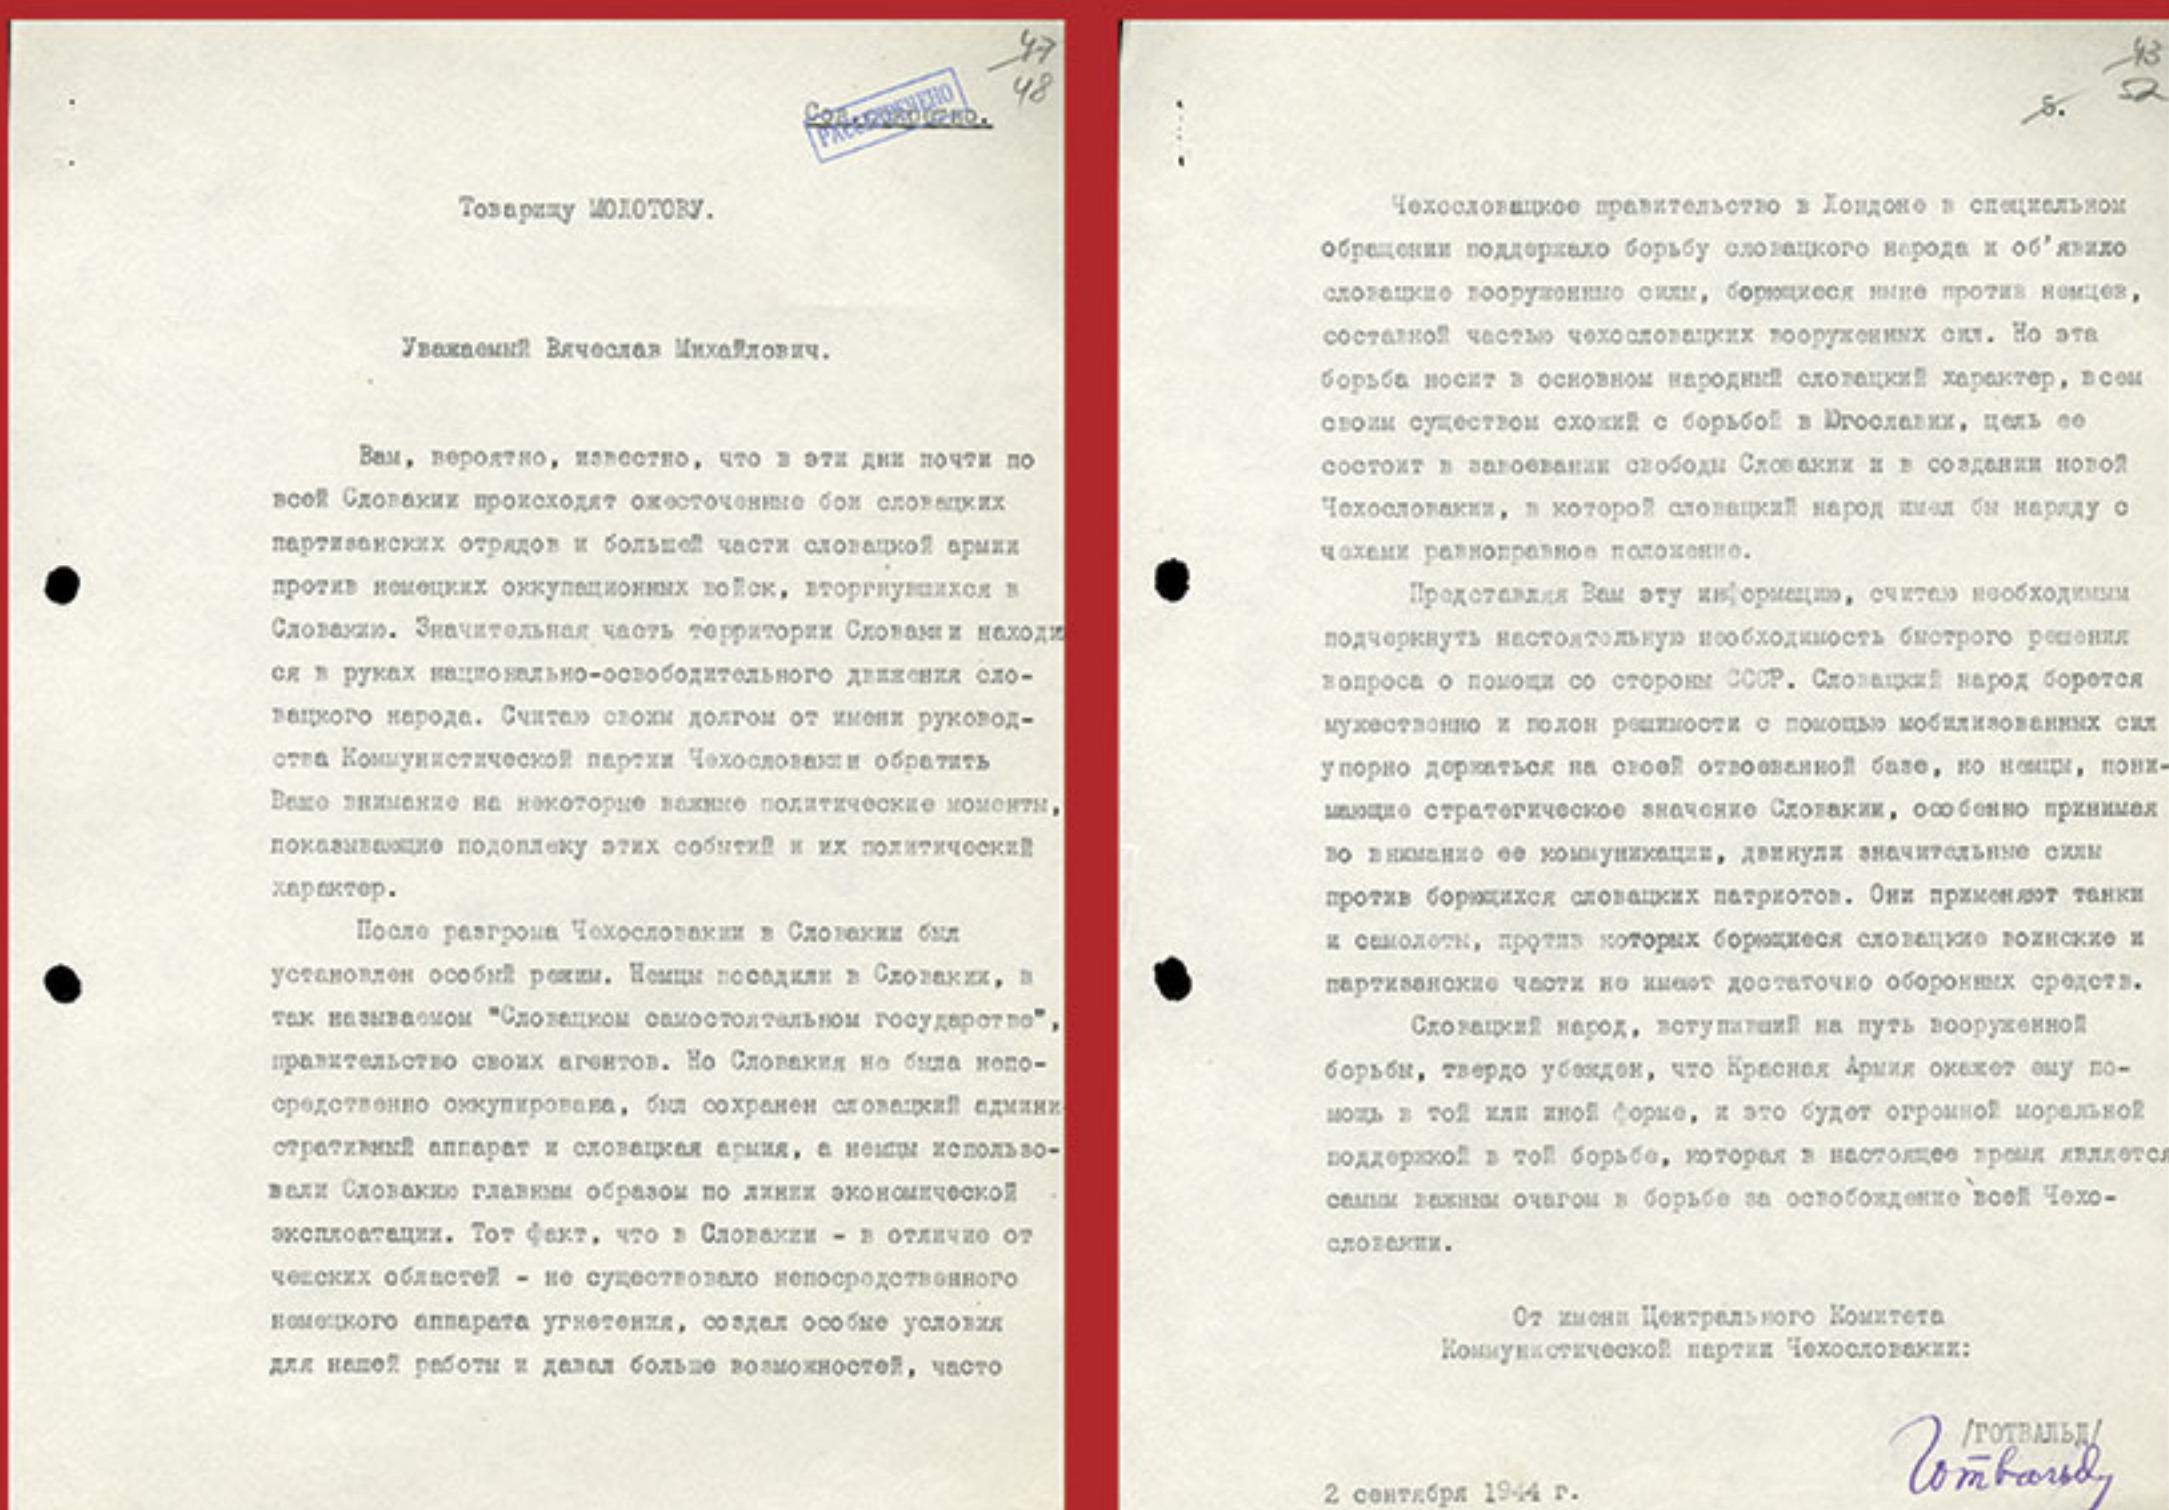 47
48
Сов.секретно.
РАССЕКРЕЧЕНО
Товарищу МОЛОТОВУ.
Уважаемый Вячеслав Михайлович.
Вам, вероятно, известно, что в эти дни почти по
всей Словакии происходят ожесточенные бои словацких
партизанских отрядов и большей части словацкой армии
против немецких оккупационных войск, вторгнувшихся в
Словакию. Значительная часть территории Словакии находи
ся в руках национально-освободительного движения сло-
вацкого народа. Считаю своим долгом от имени руковод-
ства Коммунистической партии Чехословакии обратить
Ваше внимание на некоторые важные политические моменты,
показывающие подоплеку этих событий и их политический
характер.
После разгрома Чехословакии в Словакии был
установлен особый режим. Немцы посадили в Словакии, в
так называемом "Словацком самостоятельном государстве",
правительство своих агентов. Но Словакия не была непо-
средственно оккупирована, был сохранен словацкий админи
стративный аппарат и словацкая армия, а немцы использо-
вали Словакию главным образом по линии экономической
эксплоатации. Тот факт, что в Словакии - в отличие от
чешских областей - не существовало непосредственного
немецкого аппарата угнетения, создал особые условия
для нашей работы и давал больше возможностей, часто
43
52
5.
Чехословацкое правительство в Лондоне в специальном
обращении поддержало борьбу словацкого народа и об'явило
словацкие вооруженные силы, борющиеся ныне против немцев,
составной частью чехословацких вооруженных сил. Но эта
борьба носит в основном народный словацкий характер, всем
своим существом схожий с борьбой в Югославии, цель ее
состоит в завоевании свободы Словакии и в создании новой
Чехословакии, в которой словацкий народ имел бы наряду с
чехами равноправное положение.
Представляя Вам эту информацию, считаю необходимым
подчеркнуть настоятельную необходимость быстрого решения
вопроса о помощи со стороны СССР. Словацкий народ борется
мужественно и полон решимости с помощью мобилизованных сил
упорно держаться на своей отвоеванной базе, но немцы, пони-
мающие стратегическое значение Словакии, особенно принимая
во внимание ее коммуникации, двинули значительные силы
против борющихся словацких патриотов. Они применяют танки
и самолеты, против которых борющиеся словацкие воинские и
партизанские части не имеют достаточно оборонных средств.
Словацкий народ, вступивший на путь вооруженной
борьбы, твердо убежден, что Красная Армия окажет ему по-
мощь в той или иной форме, и это будет огромной моральной
поддержкой в той борьбе, которая в настоящее время является
самым важным очагом в борьбе за освобождение всей Чехо-
словакии.
От имени Центрального Комитета
Коммунистической партии Чехословакии:
/ГОТВАЛЬД/
Готвальд
2 сентября 1944 г.